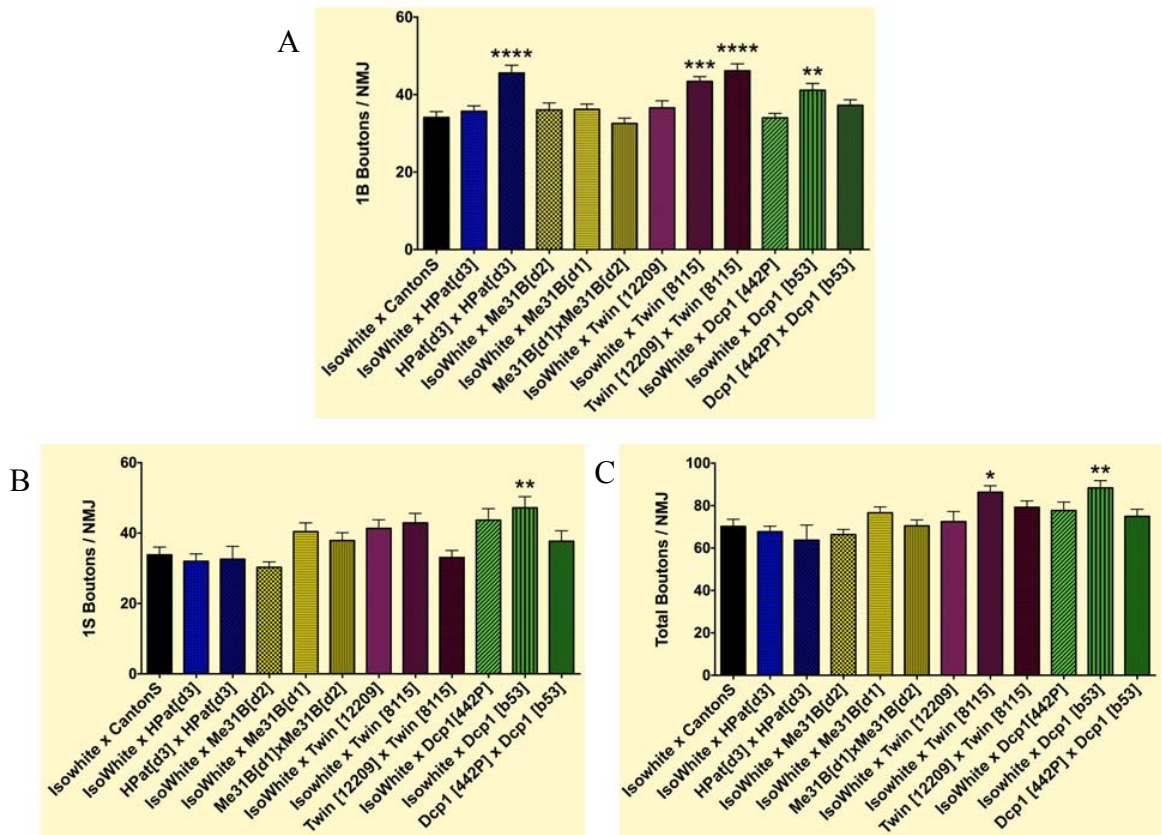 A
1B Boutons / NMJ
60
40
20
0
****
***
****
**
Isowhite x CantonS
IsoWhite x HPat[d3]
HPat[d3] x HPat[d3]
IsoWhite x Me31B[d2]
IsoWhite x Me31B[d1]
Me31B[d1]xMe31B[d2]
IsoWhite x Twin [12209]
Isowhite x Twin [8115]
Twin [12209] x Twin [8115]
IsoWhite x Dcp1 [442P]
Isowhite x Dcp1 [b53]
Dcp1 [442P] x Dcp1 [b53]
B
1S Boutons / NMJ
60
40
20
0
**
Isowhite x CantonS
IsoWhite x HPat[d3]
HPat[d3] x HPat[d3]
IsoWhite x Me31B[d2]
IsoWhite x Me31B[d1]
Me31B[d1]xMe31B[d2]
IsoWhite x Twin [12209]
Isowhite x Twin [8115]
Twin [12209] x Twin [8115]
IsoWhite x Dcp1[442P]
Isowhite x Dcp1 [b53]
Dcp1 [442P] x Dcp1 [b53]
C
Total Boutons / NMJ
100
80
60
40
20
0
*
**
Isowhite x CantonS
IsoWhite x HPat[d3]
HPat[d3] x HPat[d3]
IsoWhite x Me31B[d2]
IsoWhite x Me31B[d1]
Me31B[d1]xMe31B[d2]
IsoWhite x Twin [12209]
Isowhite x Twin [8115]
Twin [12209] x Twin [8115]
IsoWhite x Dcp1[442P]
Isowhite x Dcp1 [b53]
Dcp1 [442P] x Dcp1 [b53]